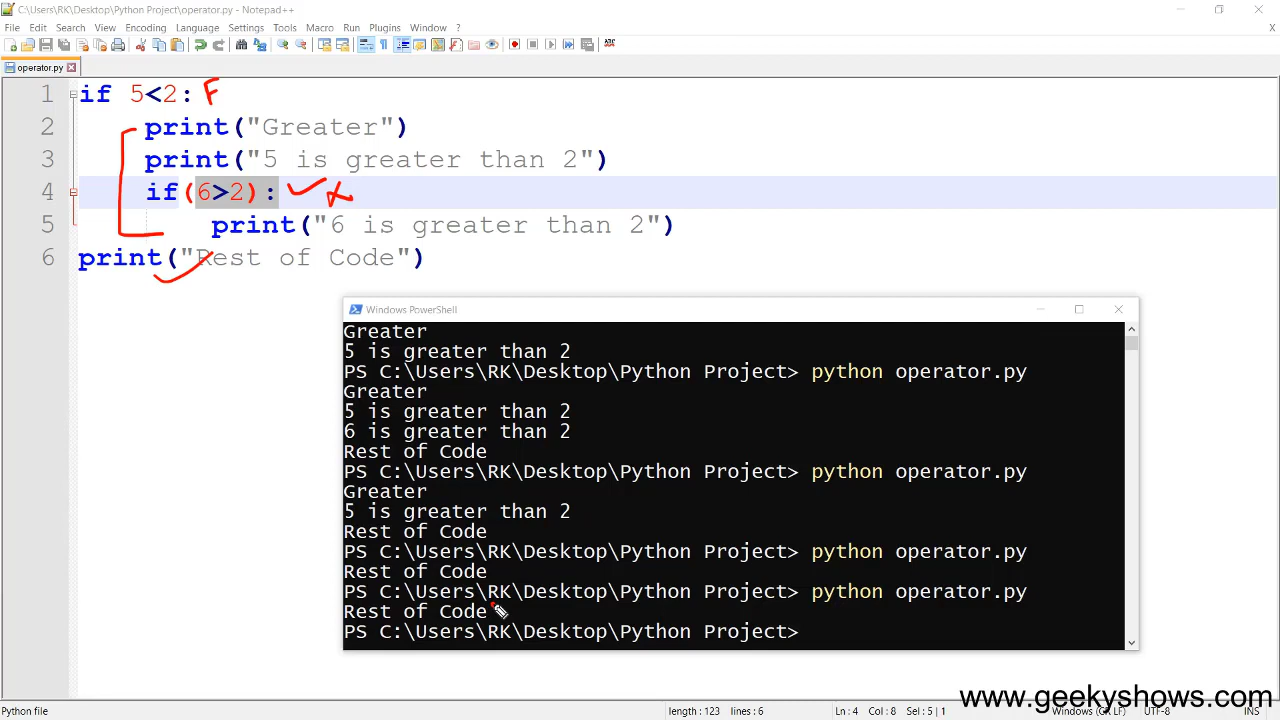 C:\Users\RK\Desktop\Python Project\operator.py - Notepad++
File Edit Search View Encoding Language Settings Tools Macro Run Plugins Window ?
X
operator.py
1 if 5<2: F
2 print("Greater")
3 print("5 is greater than 2")
4 if(6>2):
5 print("6 is greater than 2")
6 print("Rest of Code")
Windows PowerShell
Greater
5 is greater than 2
PS C:\Users\RK\Desktop\Python Project> python operator.py
Greater
5 is greater than 2
6 is greater than 2
Rest of Code
PS C:\Users\RK\Desktop\Python Project> python operator.py
Greater
5 is greater than 2
Rest of Code
PS C:\Users\RK\Desktop\Python Project> python operator.py
Rest of Code
PS C:\Users\RK\Desktop\Python Project> python operator.py
Rest of Code
PS C:\Users\RK\Desktop\Python Project>
www.geekyshows.com
Python file length : 123 lines : 6 Ln : 4 Col : 8 Sel : 5 | 1 Windows (CR LF) UTF-8 INS